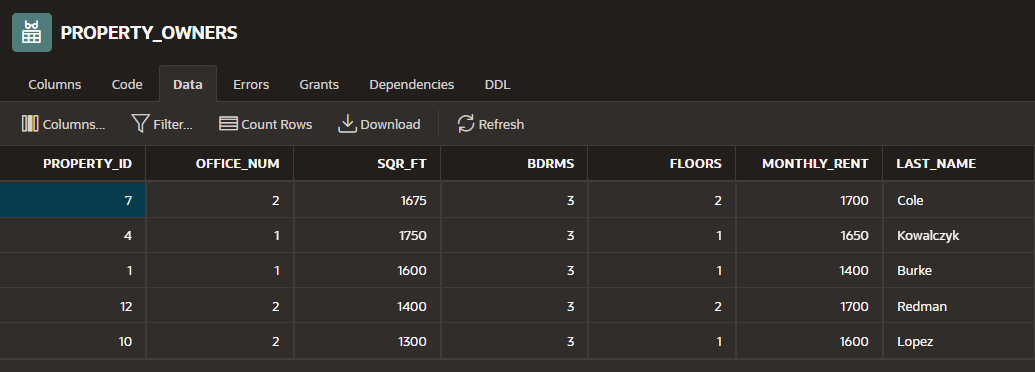 PROPERTY_OWNERS
Columns Code Data Errors Grants Dependencies DDL
Columns... Filter... Count Rows Download Refresh
PROPERTY_ID OFFICE_NUM SQR_FT BDRMS FLOORS MONTHLY_RENT LAST_NAME
7 2 1675 3 2 1700 Cole
4 1 1750 3 1 1650 Kowalczyk
1 1 1600 3 1 1400 Burke
12 2 1400 3 2 1700 Redman
10 2 1300 3 1 1600 Lopez